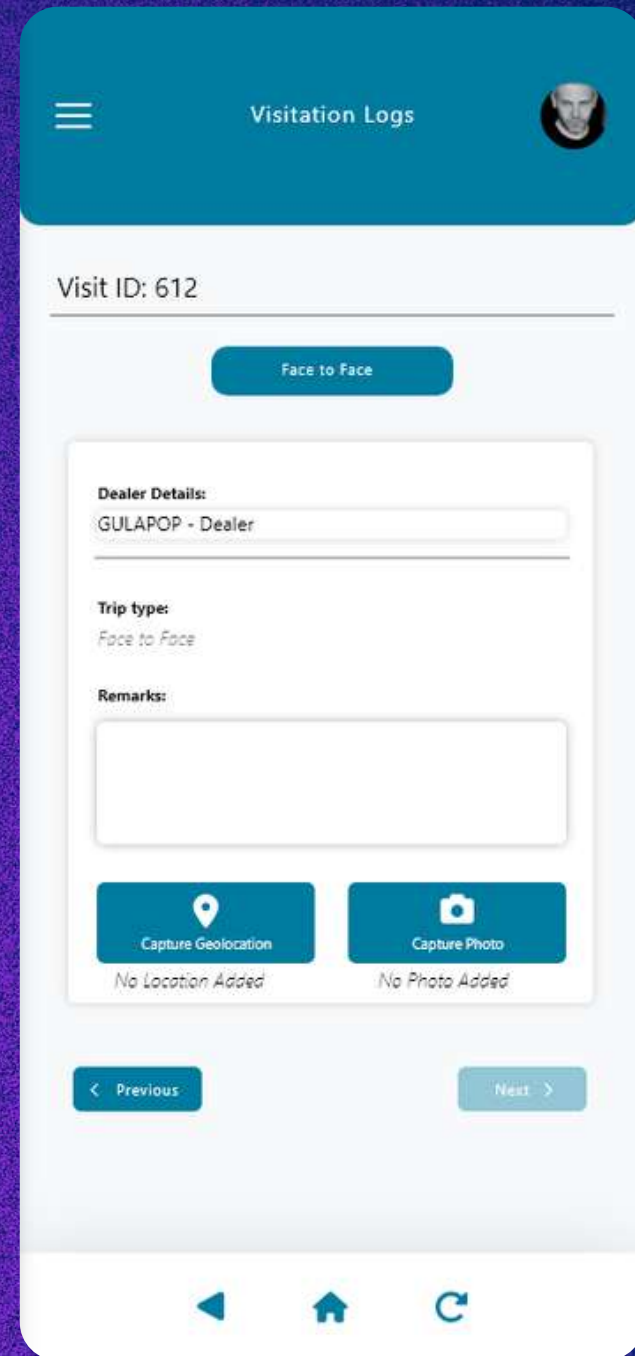 Visitation Logs
Visit ID: 612
Face to Face
Dealer Details:
GULAPOP - Dealer
Trip type:
Face to Face
Remarks:
Capture Geolocation
Capture Photo
No Location Added
No Photo Added
Previous
Next